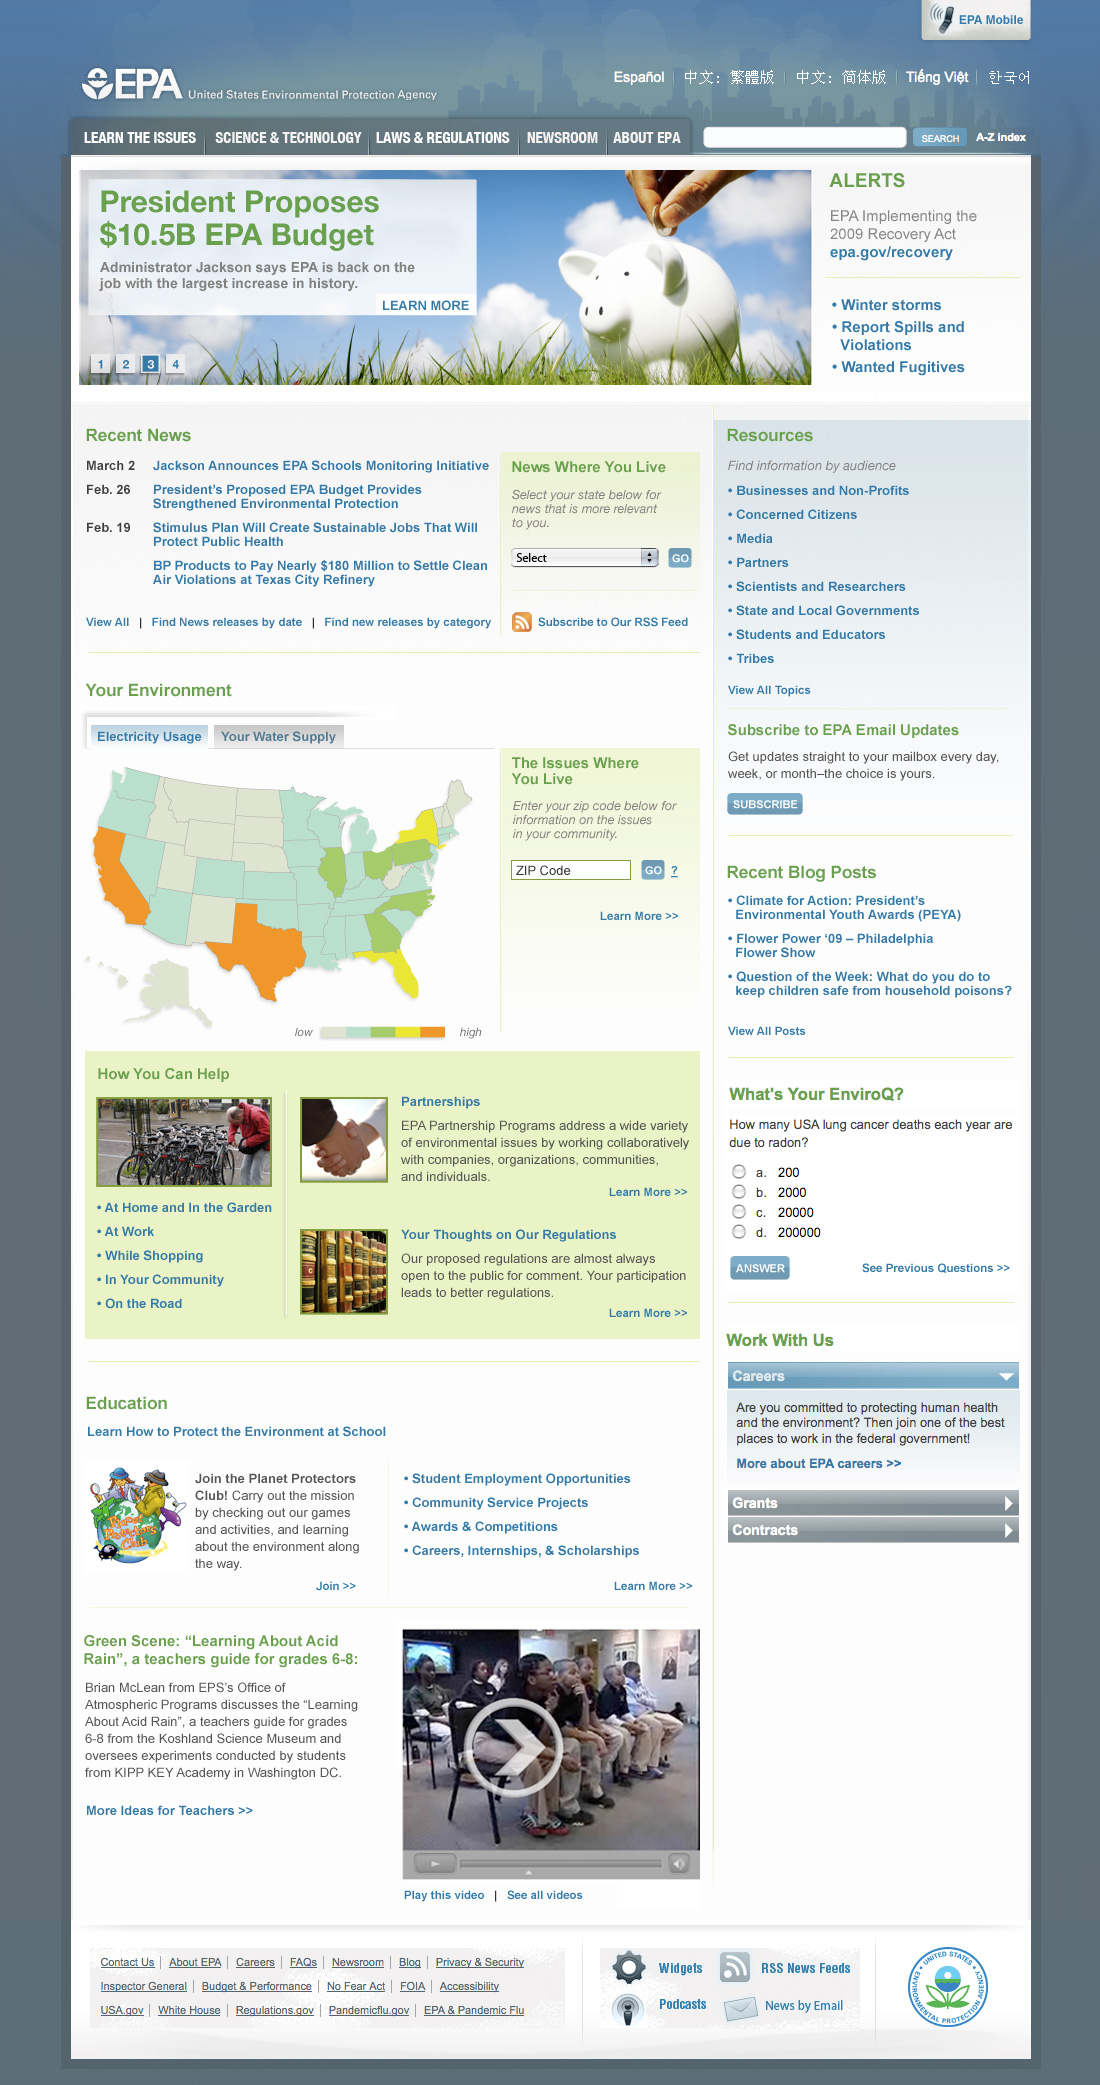 EPA Mobile
Español
中文: 繁體版
中文: 简体版
Tiếng Việt
한국어
EPA
United States Environmental Protection Agency
LEARN THE ISSUES
SCIENCE & TECHNOLOGY
LAWS & REGULATIONS
NEWSROOM
ABOUT EPA
SEARCH
A-Z Index
President Proposes
$10.5B EPA Budget
Administrator Jackson says EPA is back on the
job with the largest increase in history.
LEARN MORE
1 2 3 4
ALERTS
EPA Implementing the
2009 Recovery Act
epa.gov/recovery
• Winter storms
• Report Spills and
Violations
• Wanted Fugitives
Recent News
March 2 Jackson Announces EPA Schools Monitoring Initiative
Feb. 26 President’s Proposed EPA Budget Provides
Strengthened Environmental Protection
Feb. 19 Stimulus Plan Will Create Sustainable Jobs That Will
Protect Public Health
BP Products to Pay Nearly $180 Million to Settle Clean
Air Violations at Texas City Refinery
View All | Find News releases by date | Find new releases by category
News Where You Live
Select your state below for
news that is more relevant
to you.
Select
GO
Subscribe to Our RSS Feed
Your Environment
Electricity Usage
Your Water Supply
low
high
The Issues Where
You Live
Enter your zip code below for
information on the issues
in your community.
ZIP Code
GO
?
Learn More >>
How You Can Help
• At Home and In the Garden
• At Work
• While Shopping
• In Your Community
• On the Road
Partnerships
EPA Partnership Programs address a wide variety
of environmental issues by working collaboratively
with companies, organizations, communities,
and individuals.
Learn More >>
Your Thoughts on Our Regulations
Our proposed regulations are almost always
open to the public for comment. Your participation
leads to better regulations.
Learn More >>
Education
Learn How to Protect the Environment at School
Planet
Protectors
Club
Join the Planet Protectors
Club! Carry out the mission
by checking out our games
and activities, and learning
about the environment along
the way.
Join >>
• Student Employment Opportunities
• Community Service Projects
• Awards & Competitions
• Careers, Internships, & Scholarships
Learn More >>
Green Scene: “Learning About Acid
Rain”, a teachers guide for grades 6-8:
Brian McLean from EPS’s Office of
Atmospheric Programs discusses the “Learning
About Acid Rain”, a teachers guide for grades
6-8 from the Koshland Science Museum and
oversees experiments conducted by students
from KIPP KEY Academy in Washington DC.
More Ideas for Teachers >>
Play this video | See all videos
Resources
Find information by audience
• Businesses and Non-Profits
• Concerned Citizens
• Media
• Partners
• Scientists and Researchers
• State and Local Governments
• Students and Educators
• Tribes
View All Topics
Subscribe to EPA Email Updates
Get updates straight to your mailbox every day,
week, or month–the choice is yours.
SUBSCRIBE
Recent Blog Posts
• Climate for Action: President’s
Environmental Youth Awards (PEYA)
• Flower Power ‘09 – Philadelphia
Flower Show
• Question of the Week: What do you do to
keep children safe from household poisons?
View All Posts
What's Your EnviroQ?
How many USA lung cancer deaths each year are
due to radon?
a. 200
b. 2000
c. 20000
d. 200000
ANSWER
See Previous Questions >>
Work With Us
Careers
Are you committed to protecting human health
and the environment? Then join one of the best
places to work in the federal government!
More about EPA careers >>
Grants
Contracts
Contact Us | About EPA | Careers | FAQs | Newsroom | Blog | Privacy & Security
Inspector General | Budget & Performance | No Fear Act | FOIA | Accessibility
USA.gov | White House | Regulations.gov | Pandemicflu.gov | EPA & Pandemic Flu
Widgets
RSS News Feeds
Podcasts
News by Email
UNITED STATES
ENVIRONMENTAL PROTECTION AGENCY